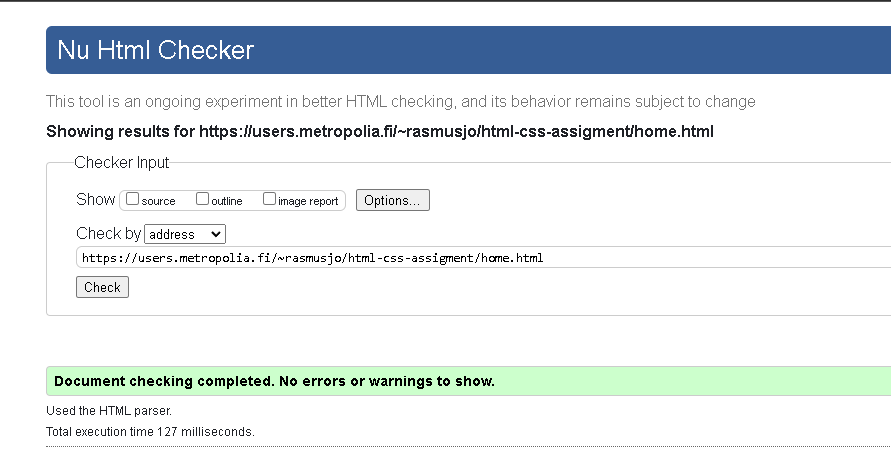 Nu Html Checker
This tool is an ongoing experiment in better HTML checking, and its behavior remains subject to change
Showing results for https://users.metropolia.fi/~rasmusjo/html-css-assigment/home.html
Checker Input
Show source outline image report Options...
Check by address
https://users.metropolia.fi/~rasmusjo/html-css-assigment/home.html
Check
Document checking completed. No errors or warnings to show.
Used the HTML parser.
Total execution time 127 milliseconds.